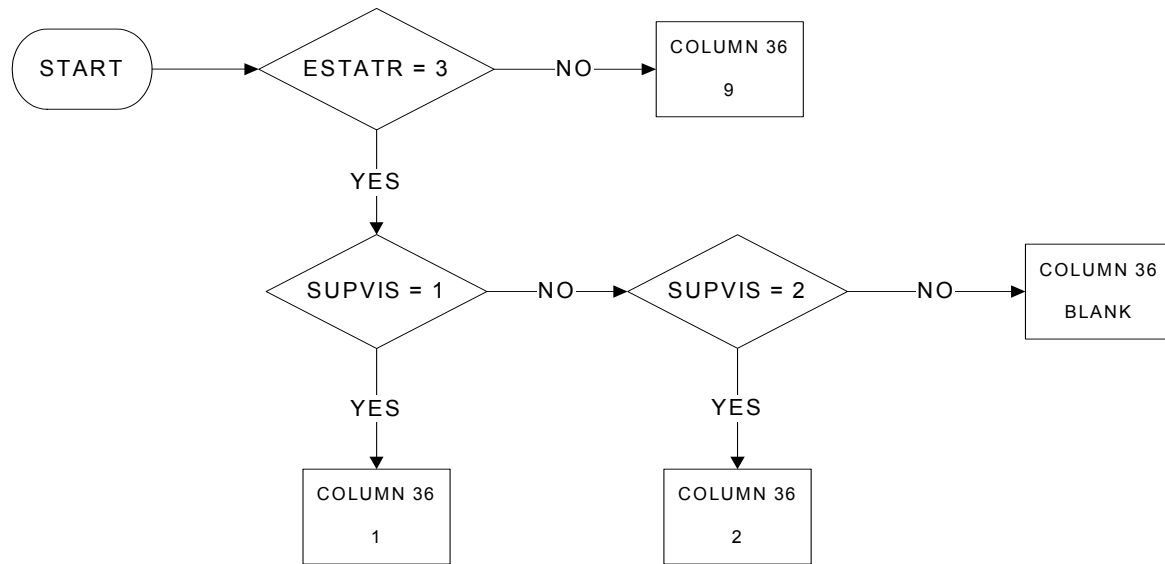 START
ESTATR = 3
NO
COLUMN 36
9
YES
SUPVIS = 1
NO
SUPVIS = 2
NO
COLUMN 36
BLANK
YES
YES
COLUMN 36
1
COLUMN 36
2